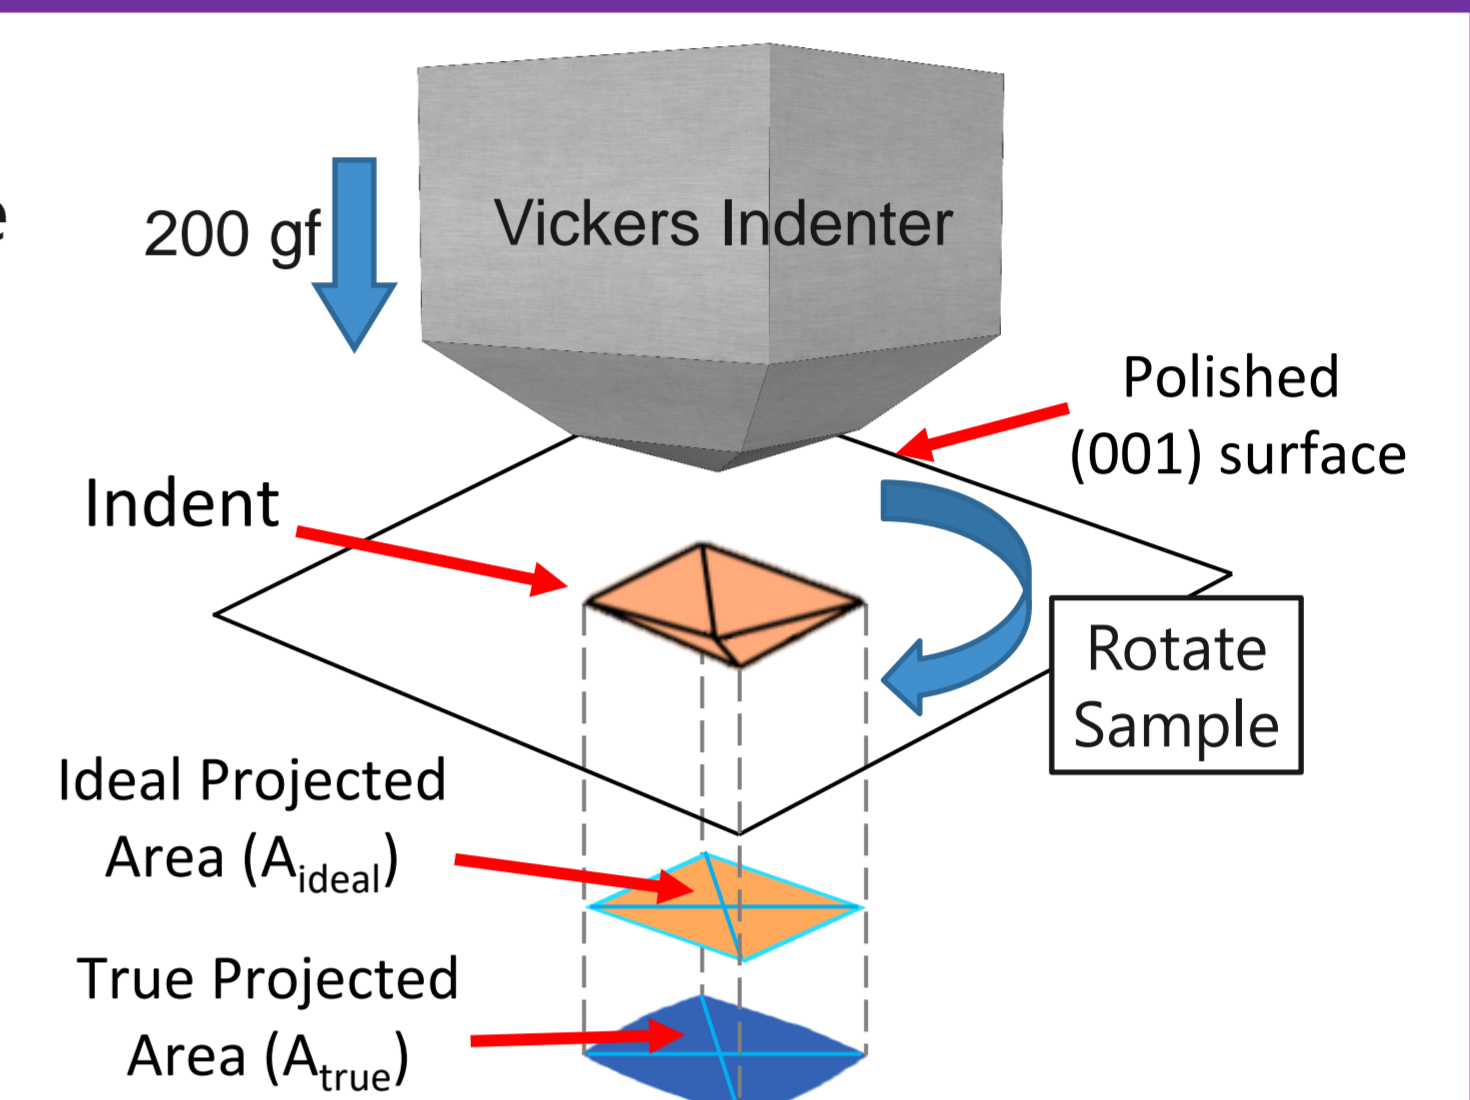 200 gf
Vickers Indenter
Polished
(001) surface
Indent
Rotate
Sample
Ideal Projected
Area (A_ideal)
True Projected
Area (A_true)